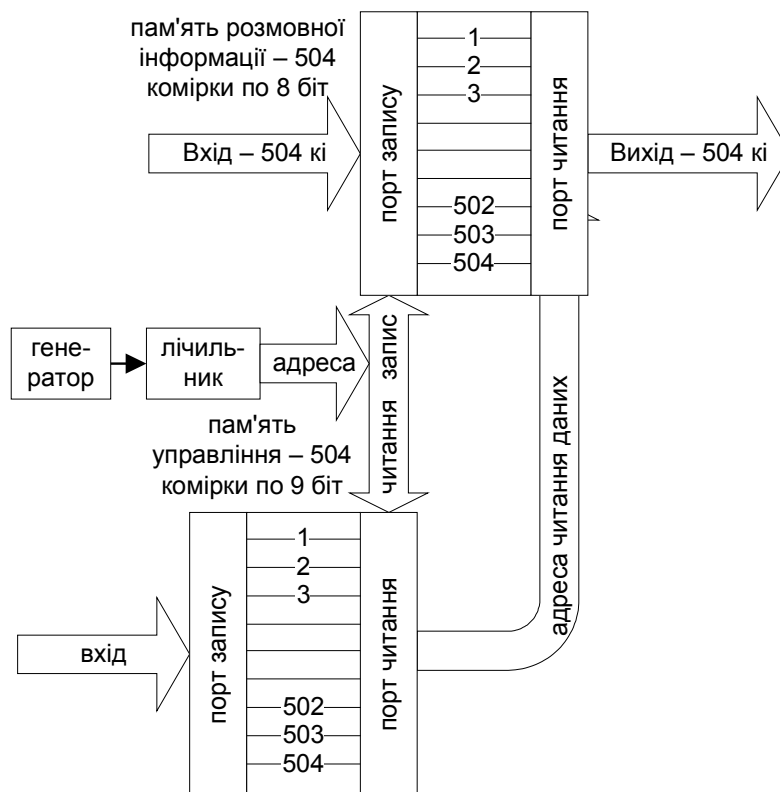 пам'ять розмовної
інформації – 504
комірки по 8 біт
Вхід – 504 кі
порт запису
1
2
3
502
503
504
порт читання
Вихід – 504 кі
гене-
ратор
лічиль-
ник
адреса
читання запис
адреса читання даних
пам'ять
управління – 504
комірки по 9 біт
вхід
порт запису
1
2
3
502
503
504
порт читання